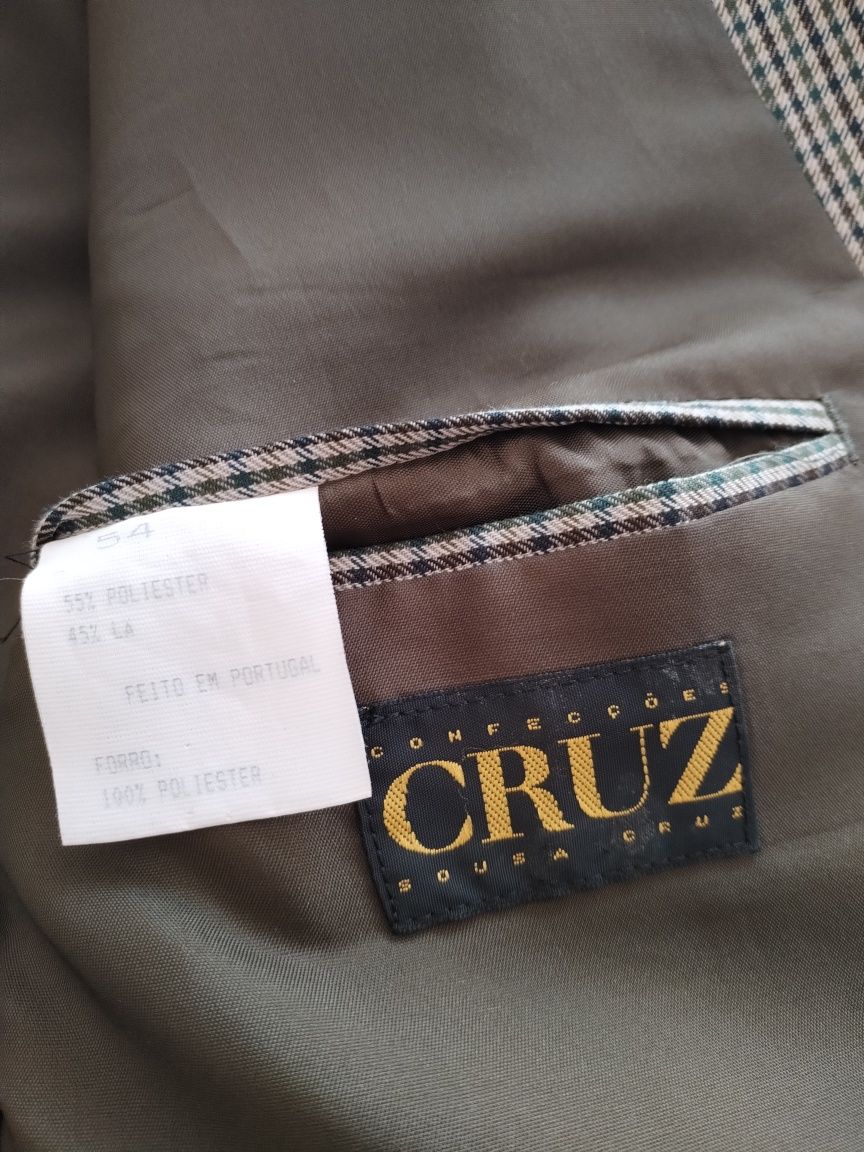 54
55% POLIESTER
45% LA
FEITO EM PORTUGAL
FORRO:
100% POLIESTER
CONFECÇÕES
CRUZ
SOUSA CRUZ